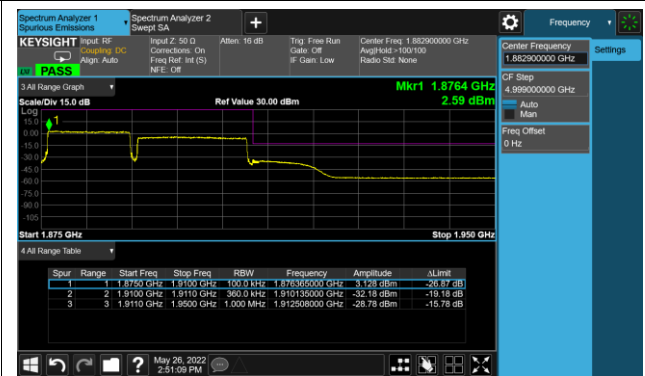 Spectrum Analyzer 1
Spurious Emissions
Spectrum Analyzer 2
Swept SA
Frequency
KEYSIGHT
Input: RF
Coupling: DC
Align: Auto
Input Z: 50 Ω
Corrections: On
Freq Ref: Int (S)
NFE: Off
Atten: 16 dB
Trig: Free Run
Gate: Off
IF Gain: Low
Center Freq: 1.882900000 GHz
Avg|Hold:>100/100
Radio Std: None
PASS
Center Frequency
1.882900000 GHz
Settings
CF Step
4.999000000 GHz
Auto
Man
Freq Offset
0 Hz
3 All Range Graph
Mkr1 1.8764 GHz
Scale/Div 15.0 dB
Ref Value 30.00 dBm
2.59 dBm
Log
1
15.0
0.00
-15.0
-30.0
-45.0
-60.0
-75.0
-90.0
-105
Start 1.875 GHz
Stop 1.950 GHz
4 All Range Table
Spur Range Start Freq Stop Freq RBW Frequency Amplitude ΔLimit
1 1 1.8750 GHz 1.9100 GHz 100.0 kHz 1.876365000 GHz 3.128 dBm -26.87 dB
2 2 1.9100 GHz 1.9110 GHz 360.0 kHz 1.910135000 GHz -32.18 dBm -19.18 dB
3 3 1.9110 GHz 1.9500 GHz 1.000 MHz 1.912508000 GHz -28.78 dBm -15.78 dB
?
May 26, 2022
2:51:09 PM